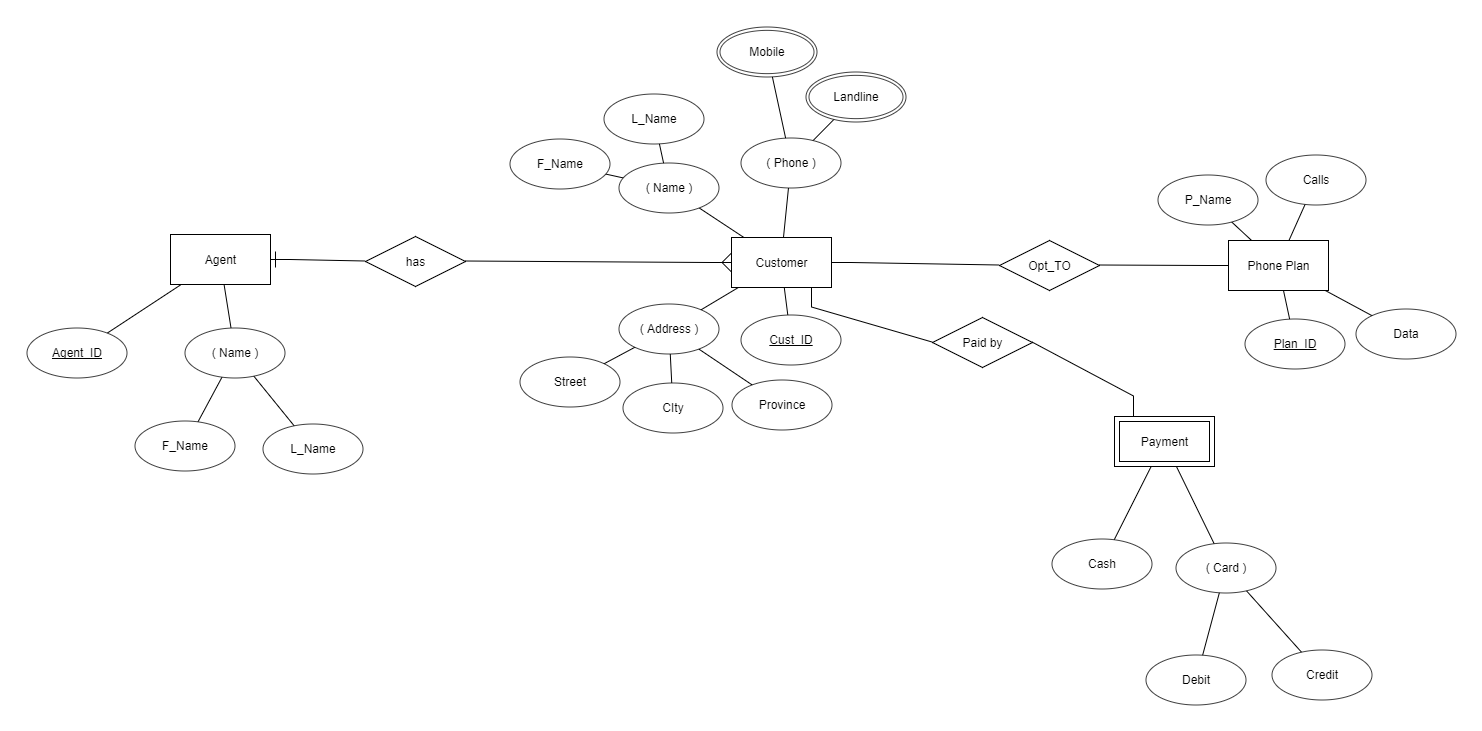 Mobile
Landline
L_Name
F_Name
( Phone )
( Name )
Calls
P_Name
Agent
has
Customer
Opt_TO
Phone Plan
Agent_ID
( Name )
( Address )
Cust_ID
Paid by
Plan_ID
Data
Street
CIty
Province
F_Name
L_Name
Payment
Cash
( Card )
Debit
Credit